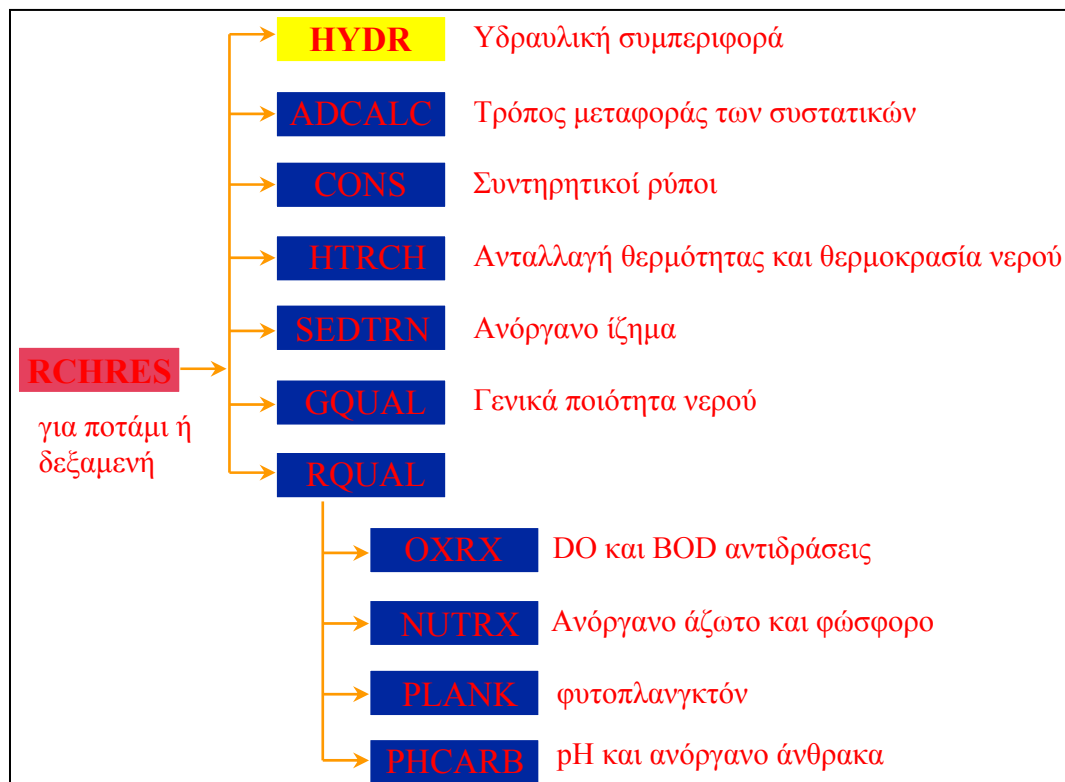 HYDR Υδραυλική συμπεριφορά
ADCALC Τρόπος μεταφοράς των συστατικών
CONS Συντηρητικοί ρύποι
HTRCH Ανταλλαγή θερμότητας και θερμοκρασία νερού
SEDTRN Ανόργανο ίζημα
RCHRES
για ποτάμι ή
δεξαμενή
GQUAL Γενικά ποιότητα νερού
RQUAL
OXRX DO και BOD αντιδράσεις
NUTRX Ανόργανο άζωτο και φώσφορο
PLANK φυτοπλανγκτόν
PHCARB pH και ανόργανο άνθρακα